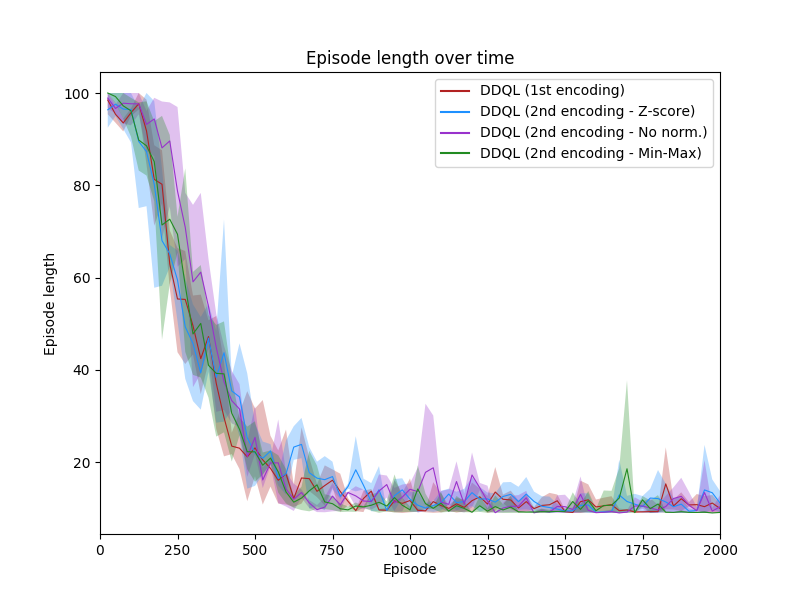 Episode length over time
DDQL (1st encoding)
DDQL (2nd encoding - Z-score)
DDQL (2nd encoding - No norm.)
DDQL (2nd encoding - Min-Max)
Episode length
100
80
60
40
20
0 250 500 750 1000 1250 1500 1750 2000
Episode